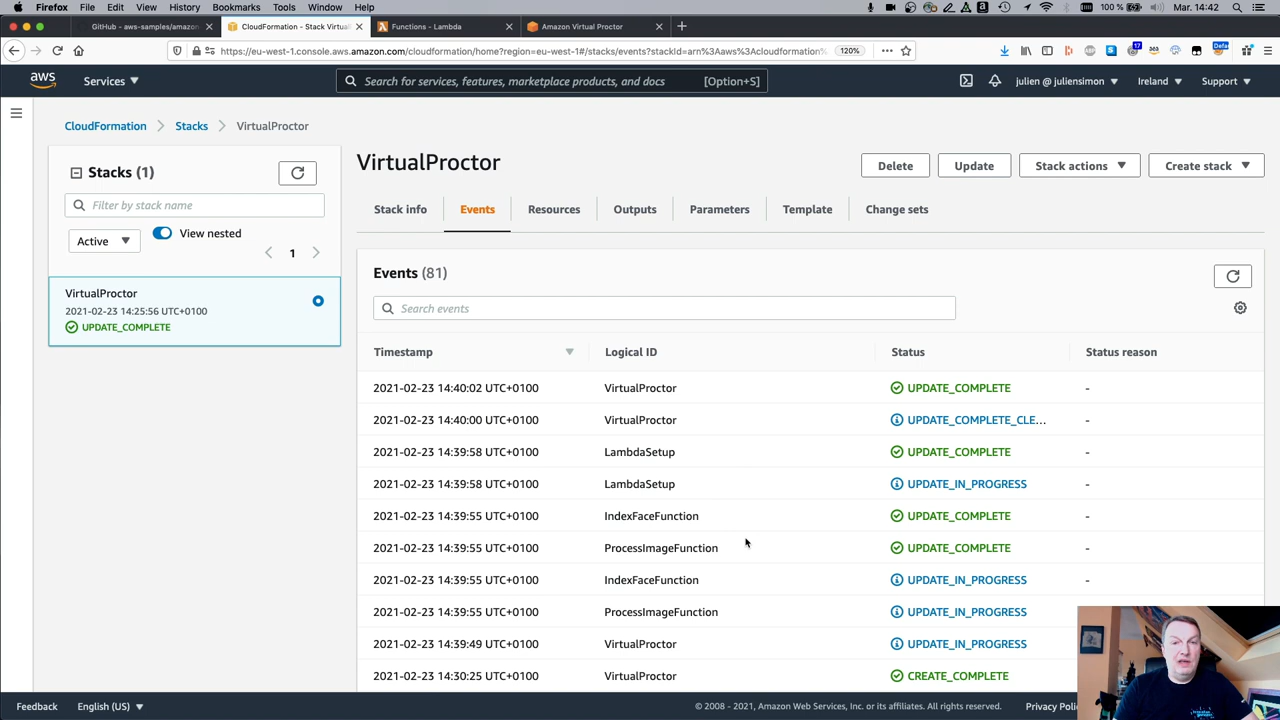 Firefox File Edit View History Bookmarks Tools Window Help 100 % Mar. 14:42
GitHub - aws-samples/amazon- CloudFormation - Stack Virtual Functions - Lambda Amazon Virtual Proctor
https://eu-west-1.console.aws.amazon.com/cloudformation/home?region=eu-west-1#/stacks/events?stackId=arn%3Aaws%3Acloudformation% 120%
aws Services Search for services, features, marketplace products, and docs [Option+S] julien @ juliensimon Ireland Support
CloudFormation Stacks VirtualProctor
Stacks (1)
Filter by stack name
Active View nested
1
VirtualProctor
2021-02-23 14:25:56 UTC+0100
UPDATE_COMPLETE
VirtualProctor Delete Update Stack actions Create stack
Stack info Events Resources Outputs Parameters Template Change sets
Events (81)
Search events
Timestamp Logical ID Status Status reason
2021-02-23 14:40:02 UTC+0100 VirtualProctor UPDATE_COMPLETE -
2021-02-23 14:40:00 UTC+0100 VirtualProctor UPDATE_COMPLETE_CLE... -
2021-02-23 14:39:58 UTC+0100 LambdaSetup UPDATE_COMPLETE -
2021-02-23 14:39:58 UTC+0100 LambdaSetup UPDATE_IN_PROGRESS -
2021-02-23 14:39:55 UTC+0100 IndexFaceFunction UPDATE_COMPLETE -
2021-02-23 14:39:55 UTC+0100 ProcessImageFunction UPDATE_COMPLETE -
2021-02-23 14:39:55 UTC+0100 IndexFaceFunction UPDATE_IN_PROGRESS -
2021-02-23 14:39:55 UTC+0100 ProcessImageFunction UPDATE_IN_PROGRESS
2021-02-23 14:39:49 UTC+0100 VirtualProctor UPDATE_IN_PROGRESS
2021-02-23 14:30:25 UTC+0100 VirtualProctor CREATE_COMPLETE
Feedback English (US) © 2008 - 2021, Amazon Web Services, Inc. or its affiliates. All rights reserved. Privacy Poli